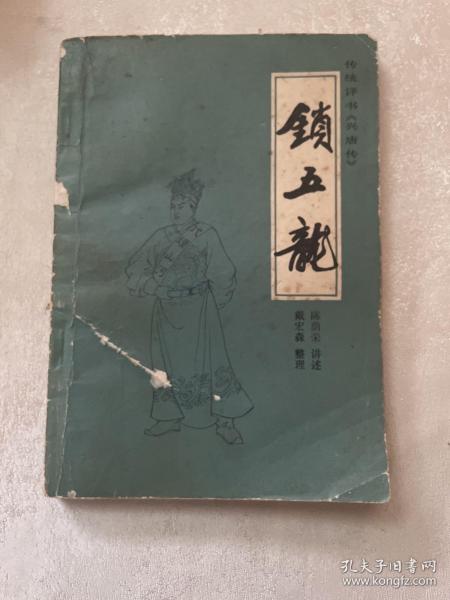 传统评书《兴唐传》
鎖五龍
陈荫荣 讲述
戴宏森 整理
孔夫子旧书网
www.kongfz.com